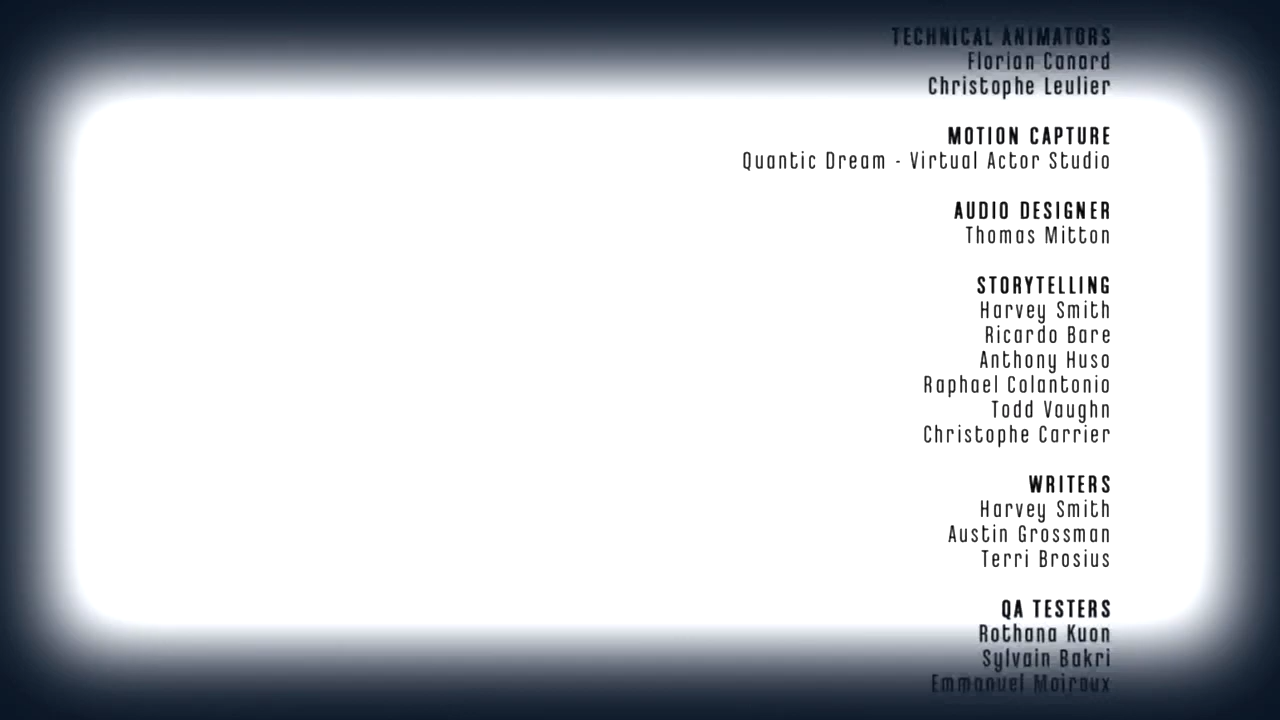 TECHNICAL ANIMATORS
Florian Canard
Christophe Leulier
MOTION CAPTURE
Quantic Dream - Virtual Actor Studio
AUDIO DESIGNER
Thomas Mitton
STORYTELLING
Harvey Smith
Ricardo Bare
Anthony Huso
Raphael Colantonio
Todd Vaughn
Christophe Carrier
WRITERS
Harvey Smith
Austin Grossman
Terri Brosius
QA TESTERS
Rothana Kuon
Sylvain Bakri
Emmanuel Moiroux